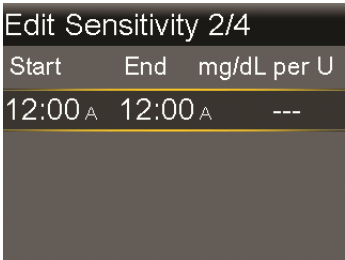 Edit Sensitivity 2/4
Start End mg/dL per U
12:00 A 12:00 A ---